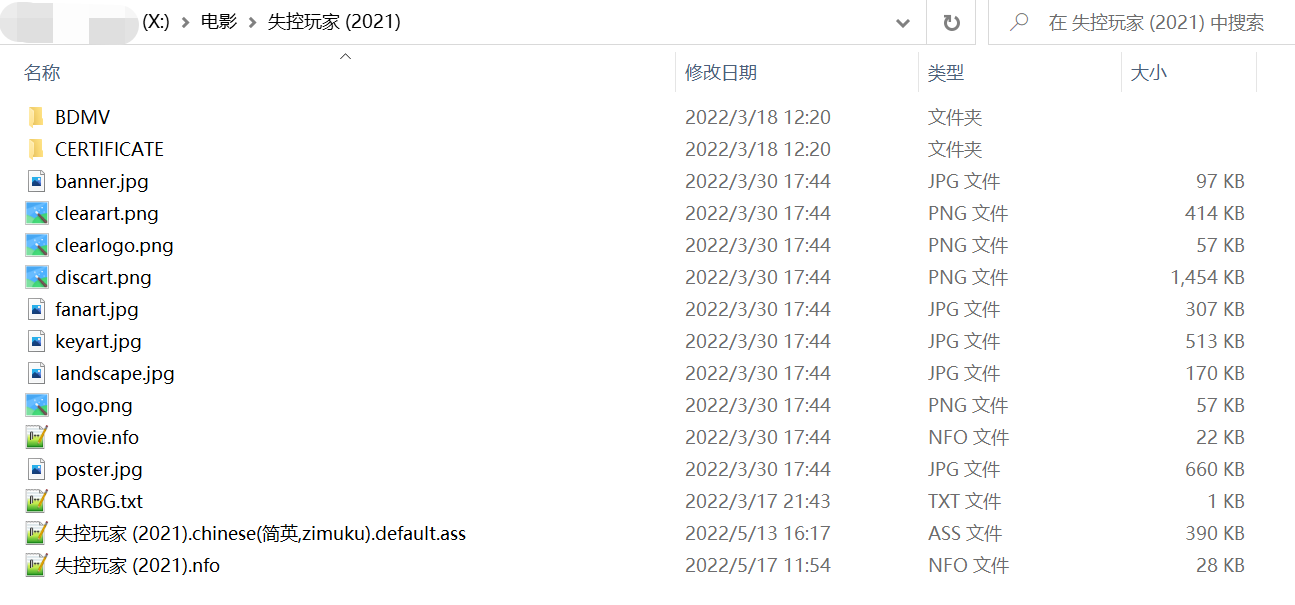 (X:) > 电影 > 失控玩家 (2021) 在 失控玩家 (2021) 中搜索
名称 修改日期 类型 大小
BDMV 2022/3/18 12:20 文件夹
CERTIFICATE 2022/3/18 12:20 文件夹
banner.jpg 2022/3/30 17:44 JPG 文件 97 KB
clearart.png 2022/3/30 17:44 PNG 文件 414 KB
clearlogo.png 2022/3/30 17:44 PNG 文件 57 KB
discart.png 2022/3/30 17:44 PNG 文件 1,454 KB
fanart.jpg 2022/3/30 17:44 JPG 文件 307 KB
keyart.jpg 2022/3/30 17:44 JPG 文件 513 KB
landscape.jpg 2022/3/30 17:44 JPG 文件 170 KB
logo.png 2022/3/30 17:44 PNG 文件 57 KB
movie.nfo 2022/3/30 17:44 NFO 文件 22 KB
poster.jpg 2022/3/30 17:44 JPG 文件 660 KB
RARBG.txt 2022/3/17 21:43 TXT 文件 1 KB
失控玩家 (2021).chinese(简英,zimuku).default.ass 2022/5/13 16:17 ASS 文件 390 KB
失控玩家 (2021).nfo 2022/5/17 11:54 NFO 文件 28 KB